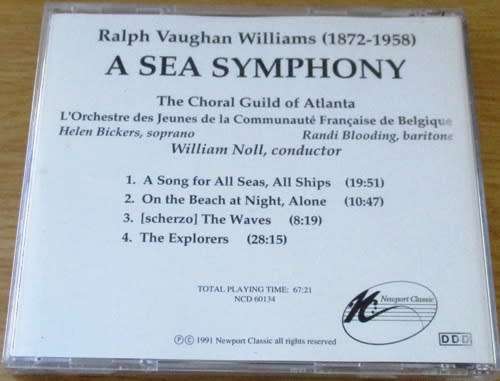 Ralph Vaughan Williams (1872-1958)
A SEA SYMPHONY
The Choral Guild of Atlanta
L'Orchestre des Jeunes de la Communauté Française de Belgique
Helen Bickers, soprano Randi Blooding, baritone
William Noll, conductor
1. A Song for All Seas, All Ships (19:51)
2. On the Beach at Night, Alone (10:47)
3. [scherzo] The Waves (8:19)
4. The Explorers (28:15)
TOTAL PLAYING TIME: 67:21
NCD 60134
Newport Classic
Ⓟ © 1991 Newport Classic all rights reserved
DDD